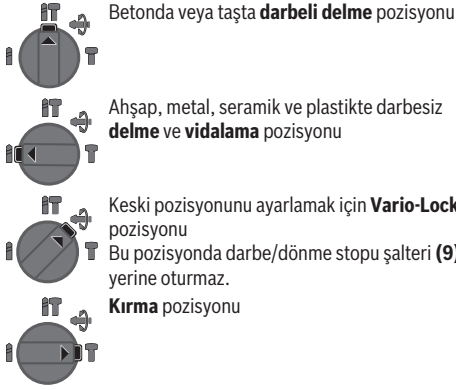 Betonda veya taşta darbeli delme pozisyonu
Ahşap, metal, seramik ve plastikte darbesiz
delme ve vidalama pozisyonu
Keski pozisyonunu ayarlamak için Vario-Lock
pozisyonu
Bu pozisyonda darbe/dönme stopu şalteri (9)
yerine oturmaz.
Kırma pozisyonu